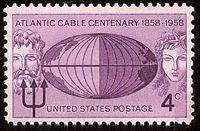 ATLANTIC CABLE CENTENARY 1858-1958
UNITED STATES POSTAGE
4¢